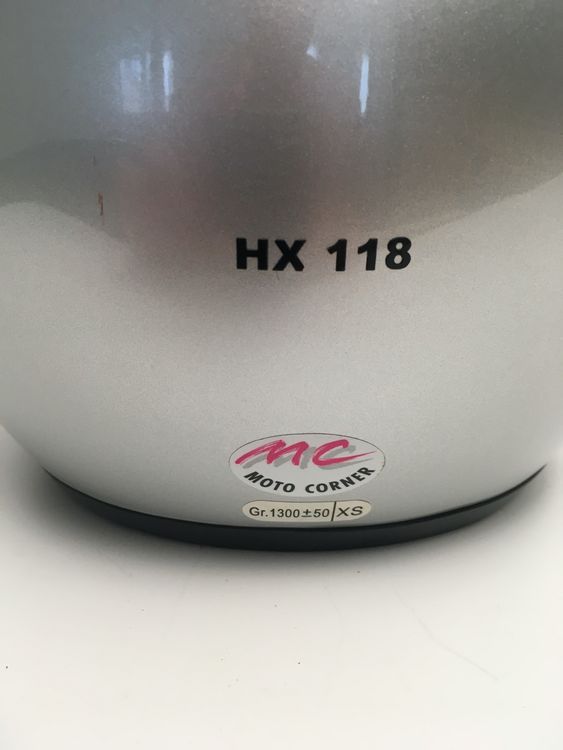 HX 118
MC
MOTO CORNER
Gr.1300±50|XS